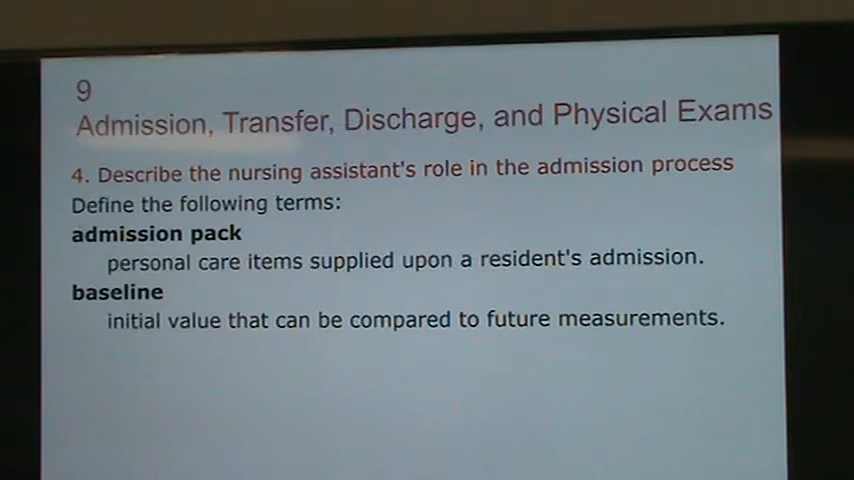 9
Admission, Transfer, Discharge, and Physical Exams
4. Describe the nursing assistant's role in the admission process
Define the following terms:
admission pack
personal care items supplied upon a resident's admission.
baseline
initial value that can be compared to future measurements.